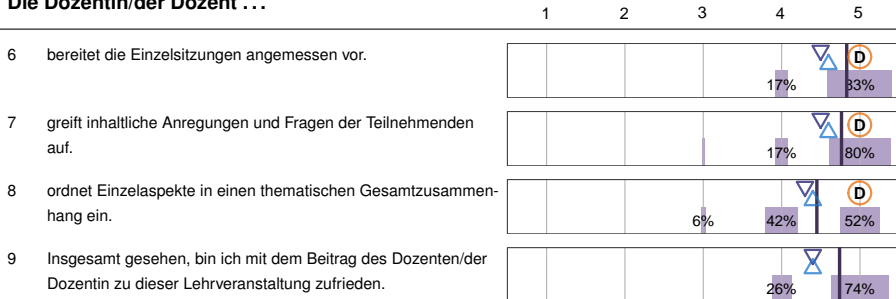 Die Dozentin/der Dozent . . .
1 2 3 4 5
6 bereitet die Einzelsitzungen angemessen vor.
D
17% 83%
7 greift inhaltliche Anregungen und Fragen der Teilnehmenden
auf.
D
17% 80%
8 ordnet Einzelaspekte in einen thematischen Gesamtzusammen-
hang ein.
D
6% 42% 52%
9 Insgesamt gesehen, bin ich mit dem Beitrag des Dozenten/der
Dozentin zu dieser Lehrveranstaltung zufrieden.
26% 74%